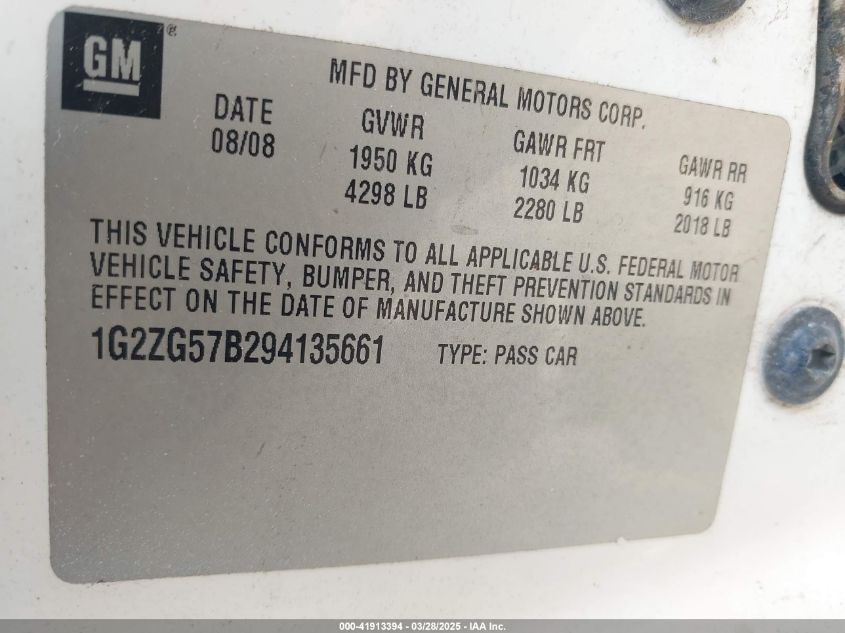 GM®
MFD BY GENERAL MOTORS CORP.
DATE GVWR GAWR FRT GAWR RR
08/08 1950 KG 1034 KG 916 KG
4298 LB 2280 LB 2018 LB
THIS VEHICLE CONFORMS TO ALL APPLICABLE U.S. FEDERAL MOTOR
VEHICLE SAFETY, BUMPER, AND THEFT PREVENTION STANDARDS IN
EFFECT ON THE DATE OF MANUFACTURE SHOWN ABOVE.
1G2ZG57B294135661 TYPE: PASS CAR
000-41913394 - 03/28/2025 - IAA Inc.